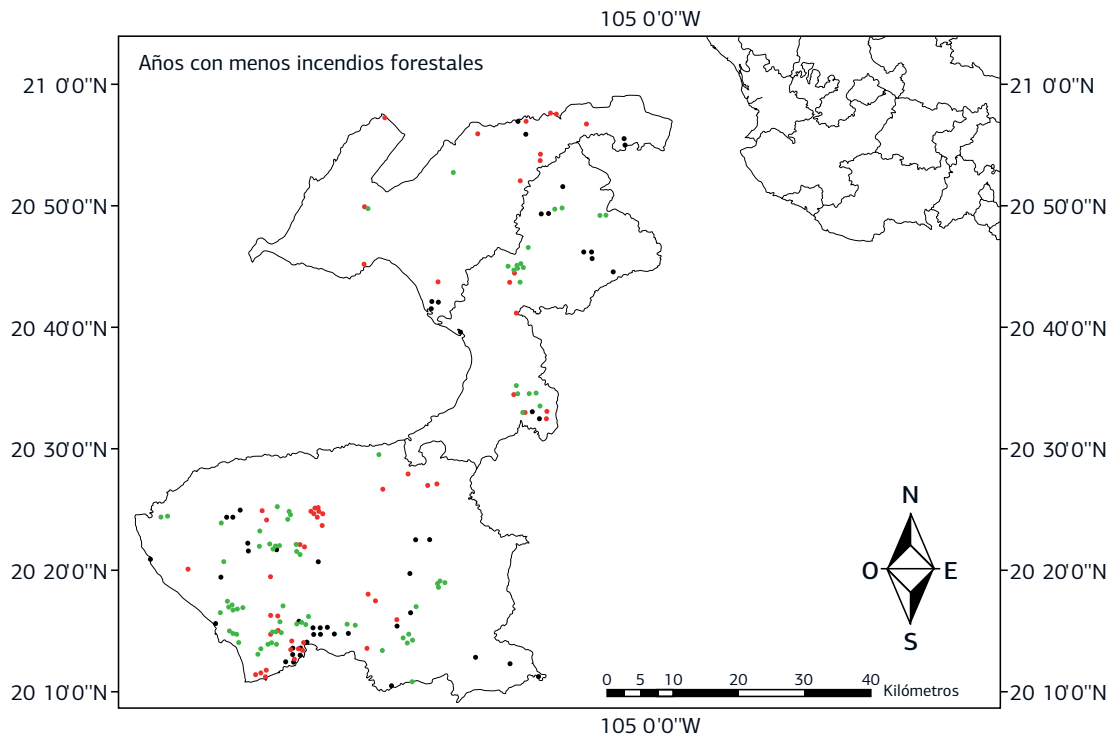 105 0'0"W
Años con menos incendios forestales
21 0'0"N 21 0'0"N
20 50'0"N 20 50'0"N
20 40'0"N 20 40'0"N
20 30'0"N 20 30'0"N
N
O E
20 20'0"N 20 20'0"N
S
0 5 10 20 30 40
Kilómetros
20 10'0"N 20 10'0"N
105 0'0"W